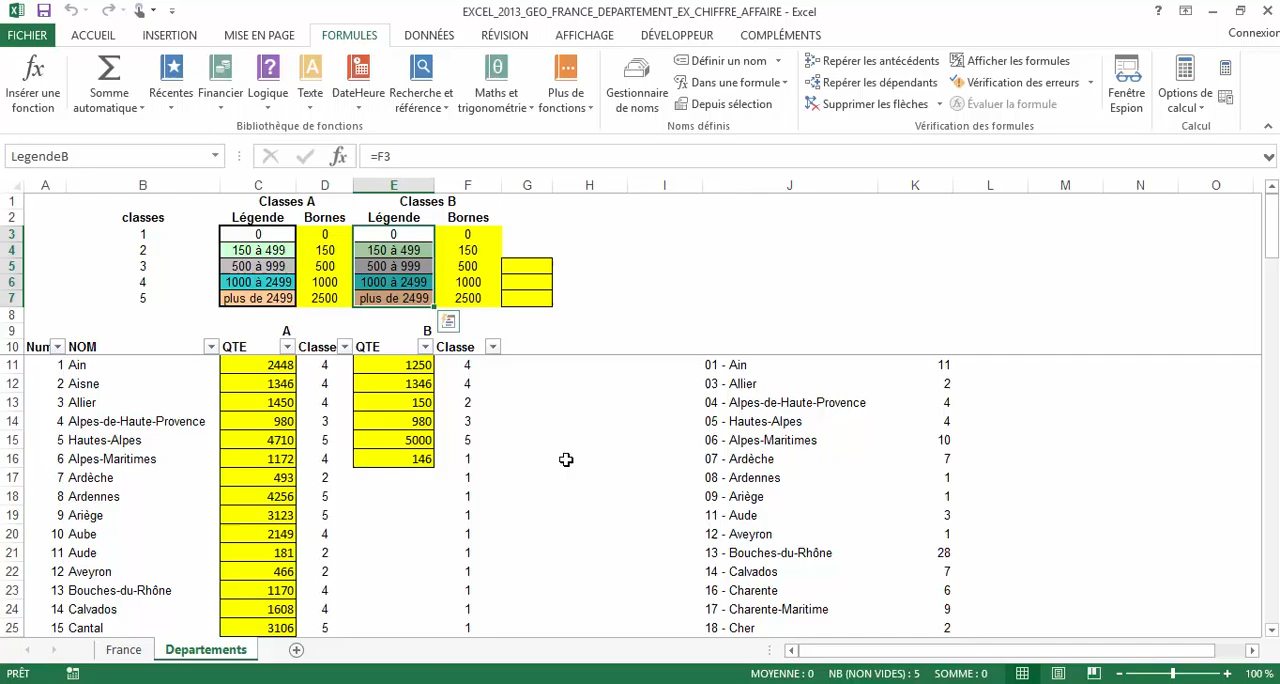 EXCEL_2013_GEO_FRANCE_DEPARTEMENT_EX_CHIFFRE_AFFAIRE - Excel
FICHIER ACCUEIL INSERTION MISE EN PAGE FORMULES DONNÉES RÉVISION AFFICHAGE DÉVELOPPEUR COMPLÉMENTS Connexior
Insérer une fonction
Somme automatique
Récentes
Financier
Logique
Texte
DateHeure
Recherche et référence
Maths et trigonométrie
Plus de fonctions
Bibliothèque de fonctions
Gestionnaire de noms
Définir un nom
Dans une formule
Depuis sélection
Noms définis
Repérer les antécédents
Repérer les dépendants
Supprimer les flèches
Afficher les formules
Vérification des erreurs
Évaluer la formule
Vérification des formules
Fenêtre Espion
Options de calcul
Calcul
LegendeB fx =F3
A B C D E F G H I J K L M N O
1 Classes A Classes B
2 classes Légende Bornes Légende Bornes
3 1 0 0 0 0
4 2 150 à 499 150 150 à 499 150
5 3 500 à 999 500 500 à 999 500
6 4 1000 à 2499 1000 1000 à 2499 1000
7 5 plus de 2499 2500 plus de 2499 2500
8
9 A B
10 Num NOM QTE Classe QTE Classe
11 1 Ain 2448 4 1250 4 01 - Ain 11
12 2 Aisne 1346 4 1346 4 03 - Allier 2
13 3 Allier 1450 4 150 2 04 - Alpes-de-Haute-Provence 4
14 4 Alpes-de-Haute-Provence 980 3 980 3 05 - Hautes-Alpes 4
15 5 Hautes-Alpes 4710 5 5000 5 06 - Alpes-Maritimes 10
16 6 Alpes-Maritimes 1172 4 146 1 07 - Ardèche 7
17 7 Ardèche 493 2 1 08 - Ardennes 1
18 8 Ardennes 4256 5 1 09 - Ariège 1
19 9 Ariège 3123 5 1 11 - Aude 3
20 10 Aube 2149 4 1 12 - Aveyron 1
21 11 Aude 181 2 1 13 - Bouches-du-Rhône 28
22 12 Aveyron 466 2 1 14 - Calvados 7
23 13 Bouches-du-Rhône 1170 4 1 16 - Charente 6
24 14 Calvados 1608 4 1 17 - Charente-Maritime 9
25 15 Cantal 3106 5 1 18 - Cher 2
France Departements
PRÊT MOYENNE : 0 NB (NON VIDES) : 5 SOMME : 0 100 %